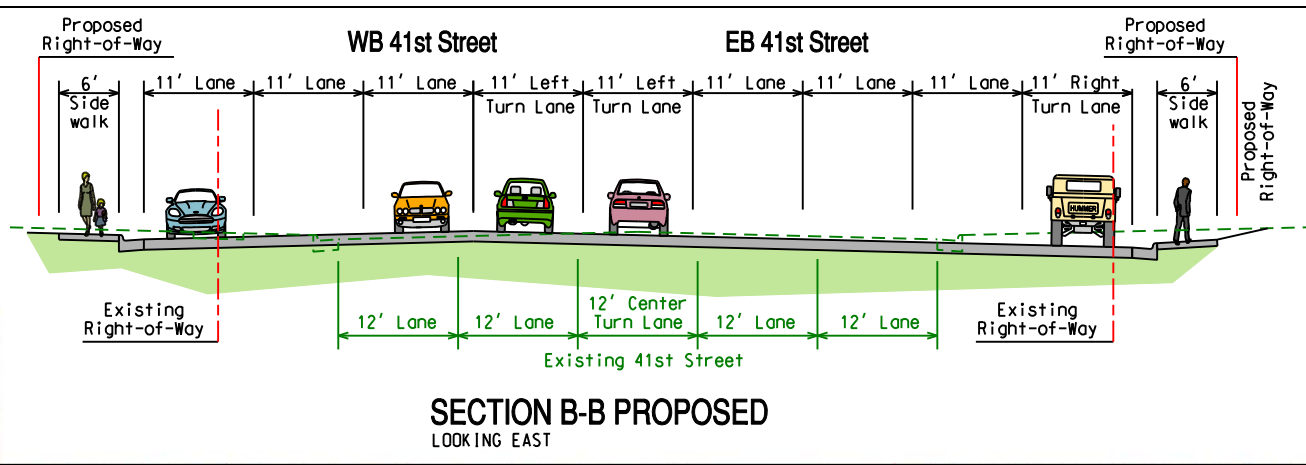 Proposed
Right-of-Way
WB 41st Street
EB 41st Street
Proposed
Right-of-Way
6'
Side
walk
11' Lane
11' Lane
11' Lane
11' Left
Turn Lane
11' Left
Turn Lane
11' Lane
11' Lane
11' Lane
11' Right
Turn Lane
6'
Side
walk
Proposed
Right-of-Way
HUMMER
Existing
Right-of-Way
12' Lane
12' Lane
12' Center
Turn Lane
12' Lane
12' Lane
Existing
Right-of-Way
Existing 41st Street
SECTION B-B PROPOSED
LOOKING EAST